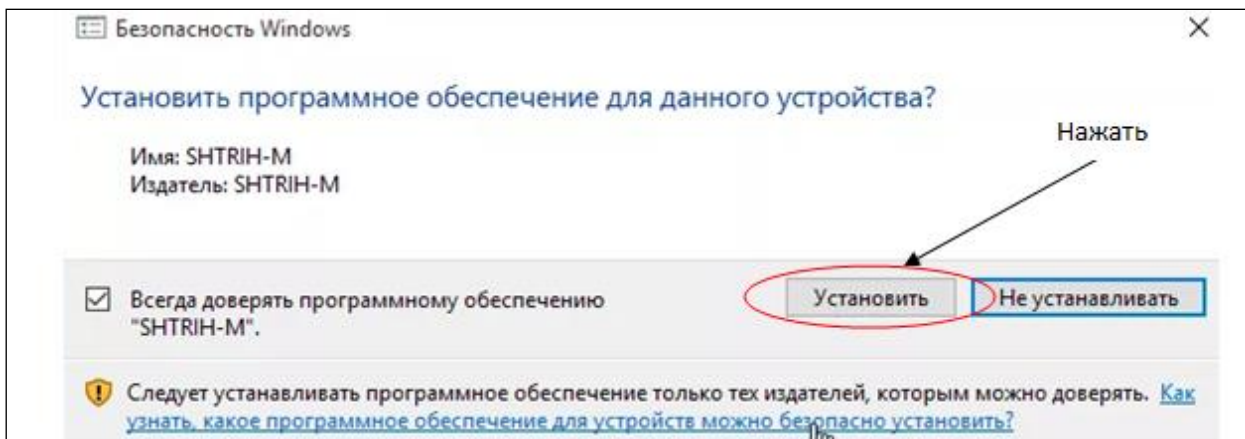 Безопасность Windows
Установить программное обеспечение для данного устройства?
Нажать
Имя: SHTRIH-M
Издатель: SHTRIH-M
Всегда доверять программному обеспечению
"SHTRIH-M".
Установить
Не устанавливать
Следует устанавливать программное обеспечение только тех издателей, которым можно доверять. Как
узнать, какое программное обеспечение для устройств можно безопасно установить?